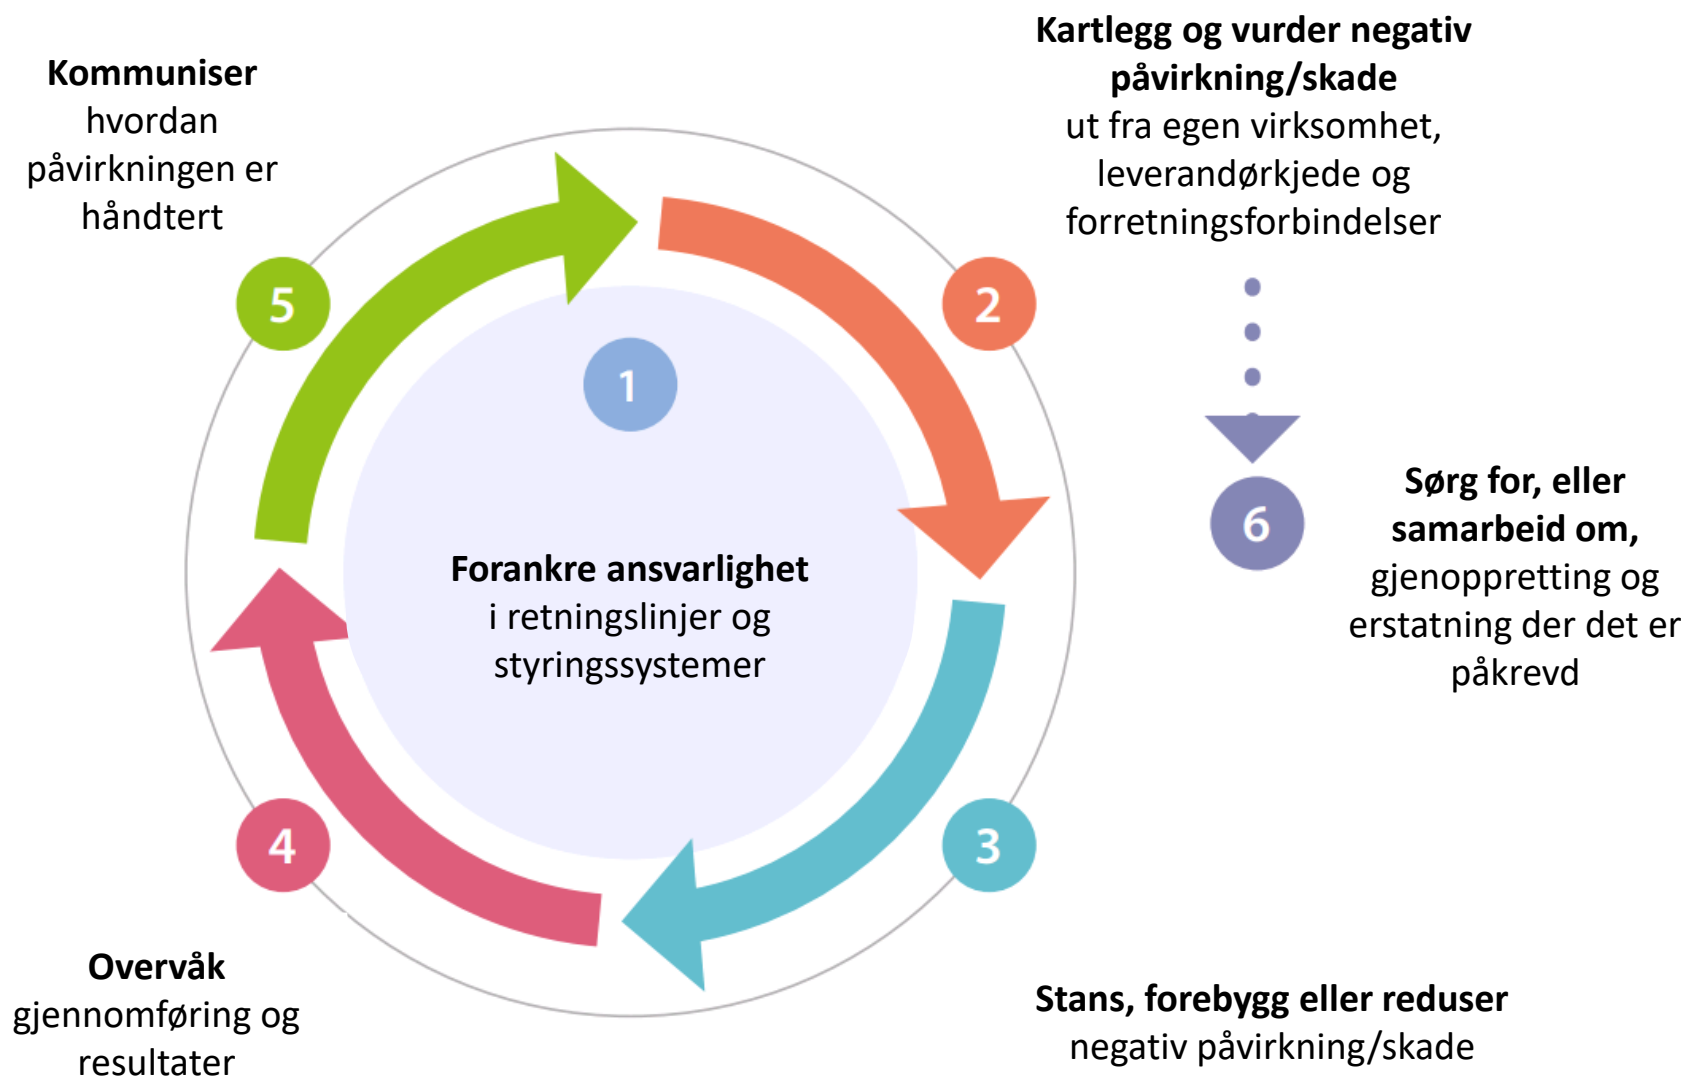 1
Forankre ansvarlighet
i retningslinjer og
styringssystemer
2
Kartlegg og vurder negativ
påvirkning/skade
ut fra egen virksomhet,
leverandørkjede og
forretningsforbindelser
3
Stans, forebygg eller reduser
negativ påvirkning/skade
4
Overvåk
gjennomføring og
resultater
5
Kommuniser
hvordan
påvirkningen er
håndtert
6
Sørg for, eller
samarbeid om,
gjenoppretting og
erstatning der det er
påkrevd